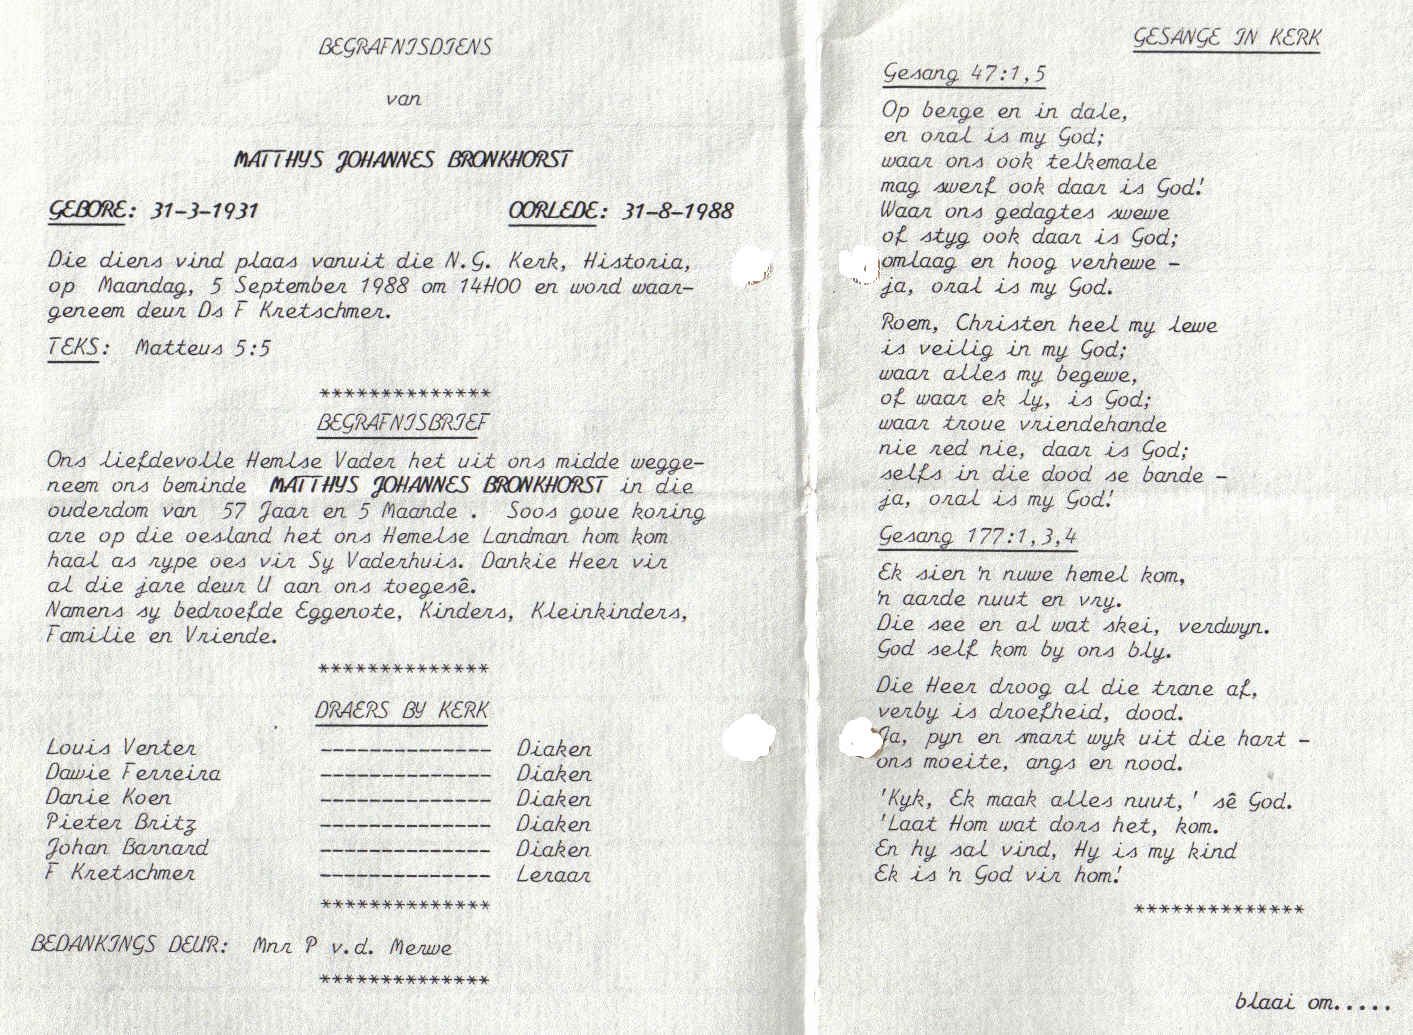 BEGRAFNISDIENS
van
MATTHYS JOHANNES BRONKHORST
GEBORE: 31-3-1931 OORLEDE: 31-8-1988
Die diens vind plaas vanuit die N.G. Kerk, Historia,
op Maandag, 5 September 1988 om 14H00 en word waar-
geneem deur Ds F Kretschmer.
TEKS: Matteus 5:5
**************
BEGRAFNISBRIEF
Ons liefdevolle Hemlse Vader het uit ons midde wegge-
neem ons beminde MATTHYS JOHANNES BRONKHORST in die
ouderdom van 57 Jaar en 5 Maande . Soos goue koring
are op die oesland het ons Hemelse Landman hom kom
haal as rype oes vir Sy Vaderhuis. Dankie Heer vir
al die jare deur U aan ons toegesê.
Namens sy bedroefde Eggenote, Kinders, Kleinkinders,
Familie en Vriende.
**************
DRAERS BY KERK
Louis Venter -------------- Diaken
Dawie Ferreira -------------- Diaken
Danie Koen -------------- Diaken
Pieter Britz -------------- Diaken
Johan Barnard -------------- Diaken
F Kretschmer -------------- Leraar
**************
BEDANKINGS DEUR: Mnr P v.d. Merwe
**************
GESANGE IN KERK
Gesang 47:1,5
Op berge en in dale,
en oral is my God;
waar ons ook telkemale
mag swerf ook daar is God!
Waar ons gedagtes swewe
of styg ook daar is God;
omlaag en hoog verhewe -
ja, oral is my God.
Roem, Christen heel my lewe
is veilig in my God;
waar alles my begewe,
of waar ek ly, is God;
waar troue vriendehande
nie red nie, daar is God;
selfs in die dood se bande -
ja, oral is my God!
Gesang 177:1,3,4
Ek sien 'n nuwe hemel kom,
'n aarde nuut en vry.
Die see en al wat skei, verdwyn.
God self kom by ons bly.
Die Heer droog al die trane af,
verby is droefheid, dood.
Ja, pyn en smart wyk uit die hart -
ons moeite, angs en nood.
'Kyk, Ek maak alles nuut,' sê God.
'Laat Hom wat dors het, kom.
En hy sal vind, Hy is my kind
Ek is 'n God vir hom!
**************
blaai om.....